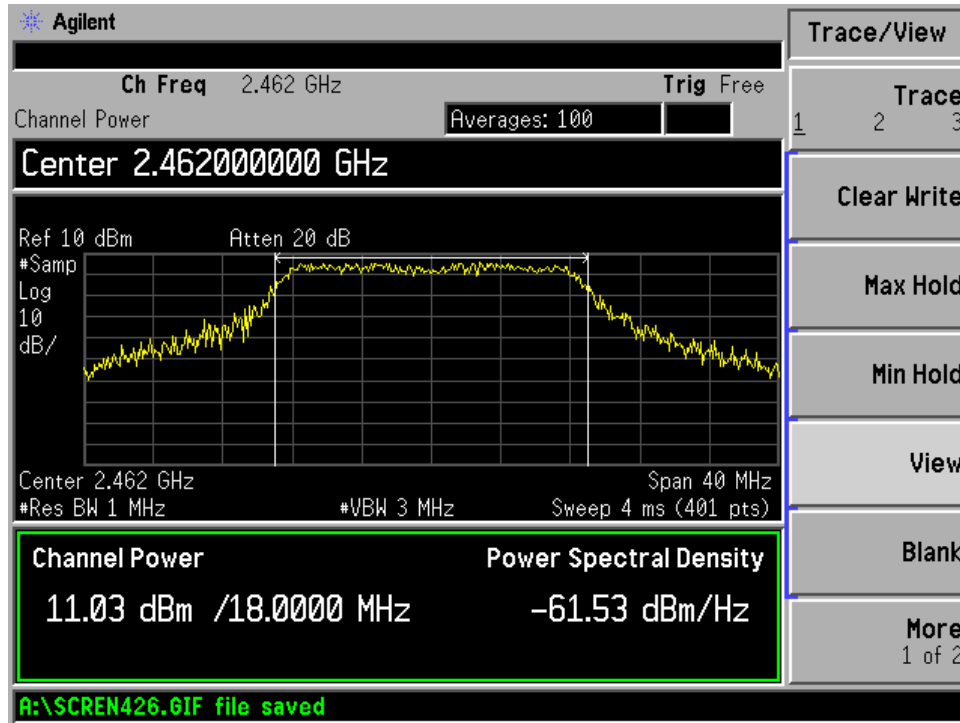 Agilent
Trace/View
Ch Freq 2.462 GHz Trig Free
Channel Power Averages: 100
Trace
1 2 3
Center 2.462000000 GHz
Clear Write
Ref 10 dBm Atten 20 dB
#Samp
Log
10
dB/
Max Hold
Min Hold
View
Center 2.462 GHz Span 40 MHz
#Res BW 1 MHz #VBW 3 MHz Sweep 4 ms (401 pts)
Channel Power Power Spectral Density
11.03 dBm /18.0000 MHz -61.53 dBm/Hz
Blank
More
1 of 2
A:\SCREN426.GIF file saved